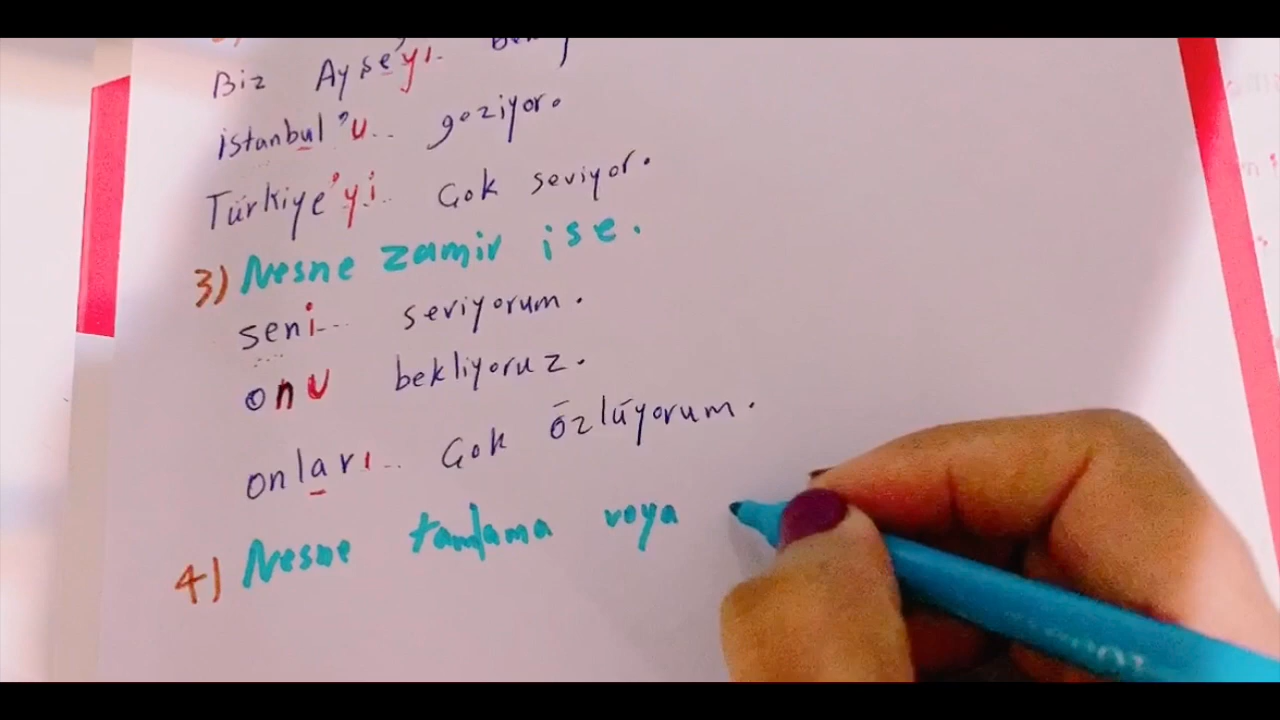 Biz Ayşe'yi.
istanbul'u.. geziyor.
Türkiye'yi.. Çok seviyor.
3) Nesne zamir ise.
seni... seviyorum.
onu bekliyoruz.
onları... Çok özlüyorum.
4) Nesne tamlama veya